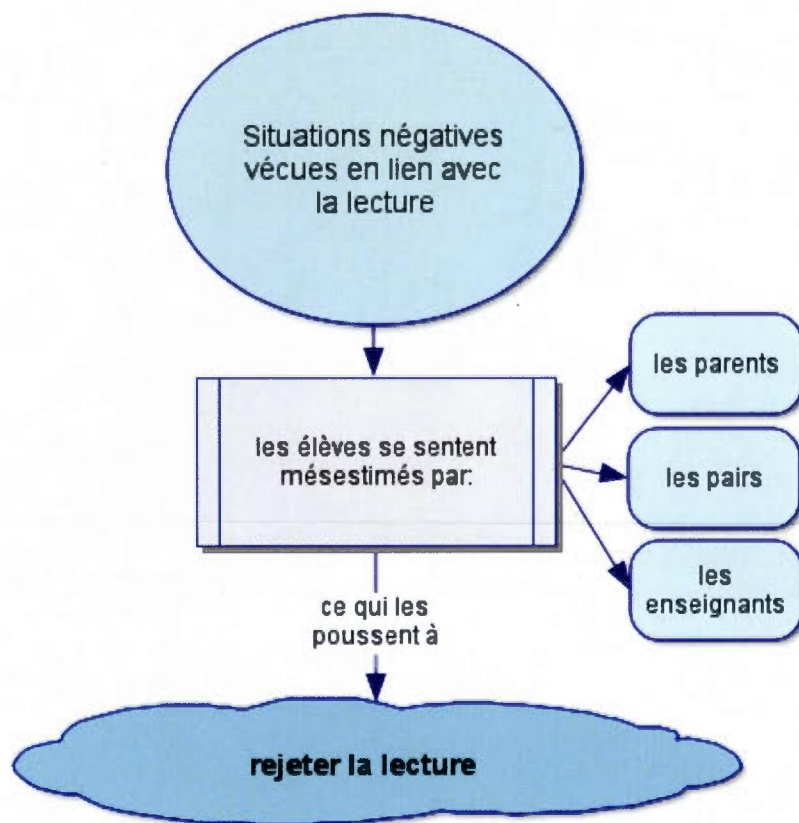 Situations négatives
vécues en lien avec
la lecture
les élèves se sentent
mésestimés par:
les parents
les pairs
les
enseignants
ce qui les
poussent à
rejeter la lecture